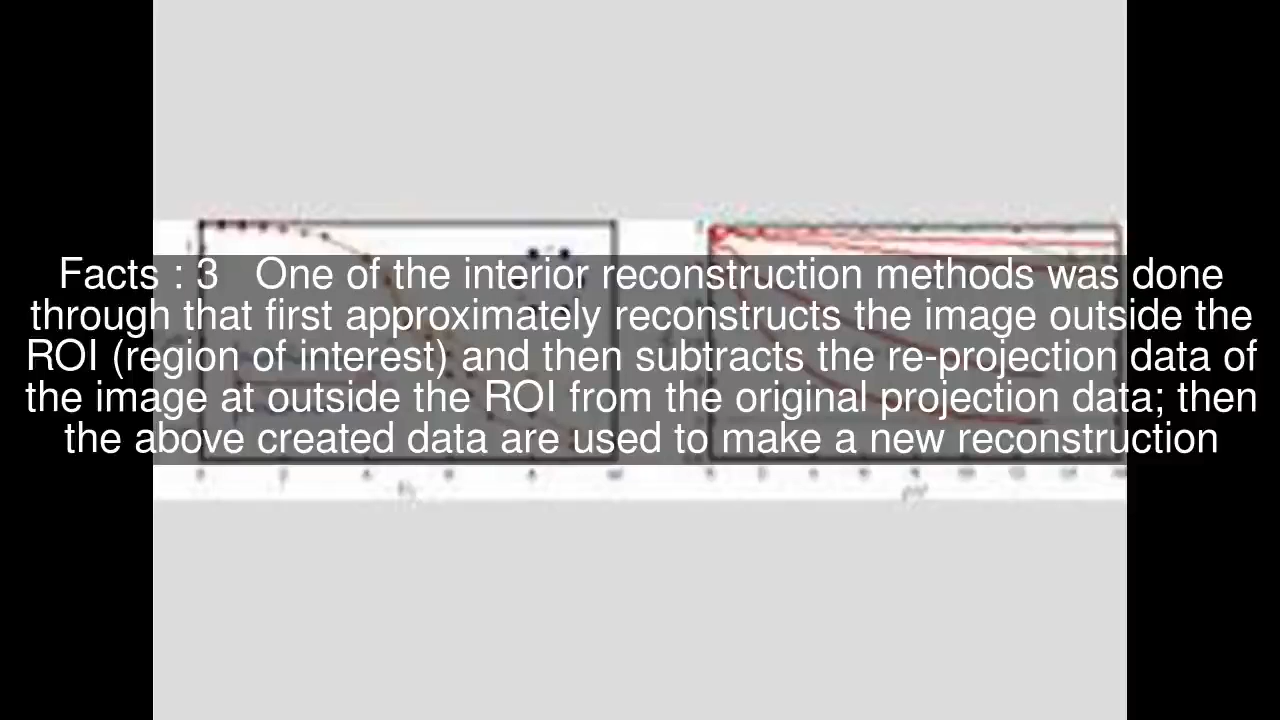 Facts : 3 One of the interior reconstruction methods was done
through that first approximately reconstructs the image outside the
ROI (region of interest) and then subtracts the re-projection data of
the image at outside the ROI from the original projection data; then
the above created data are used to make a new reconstruction